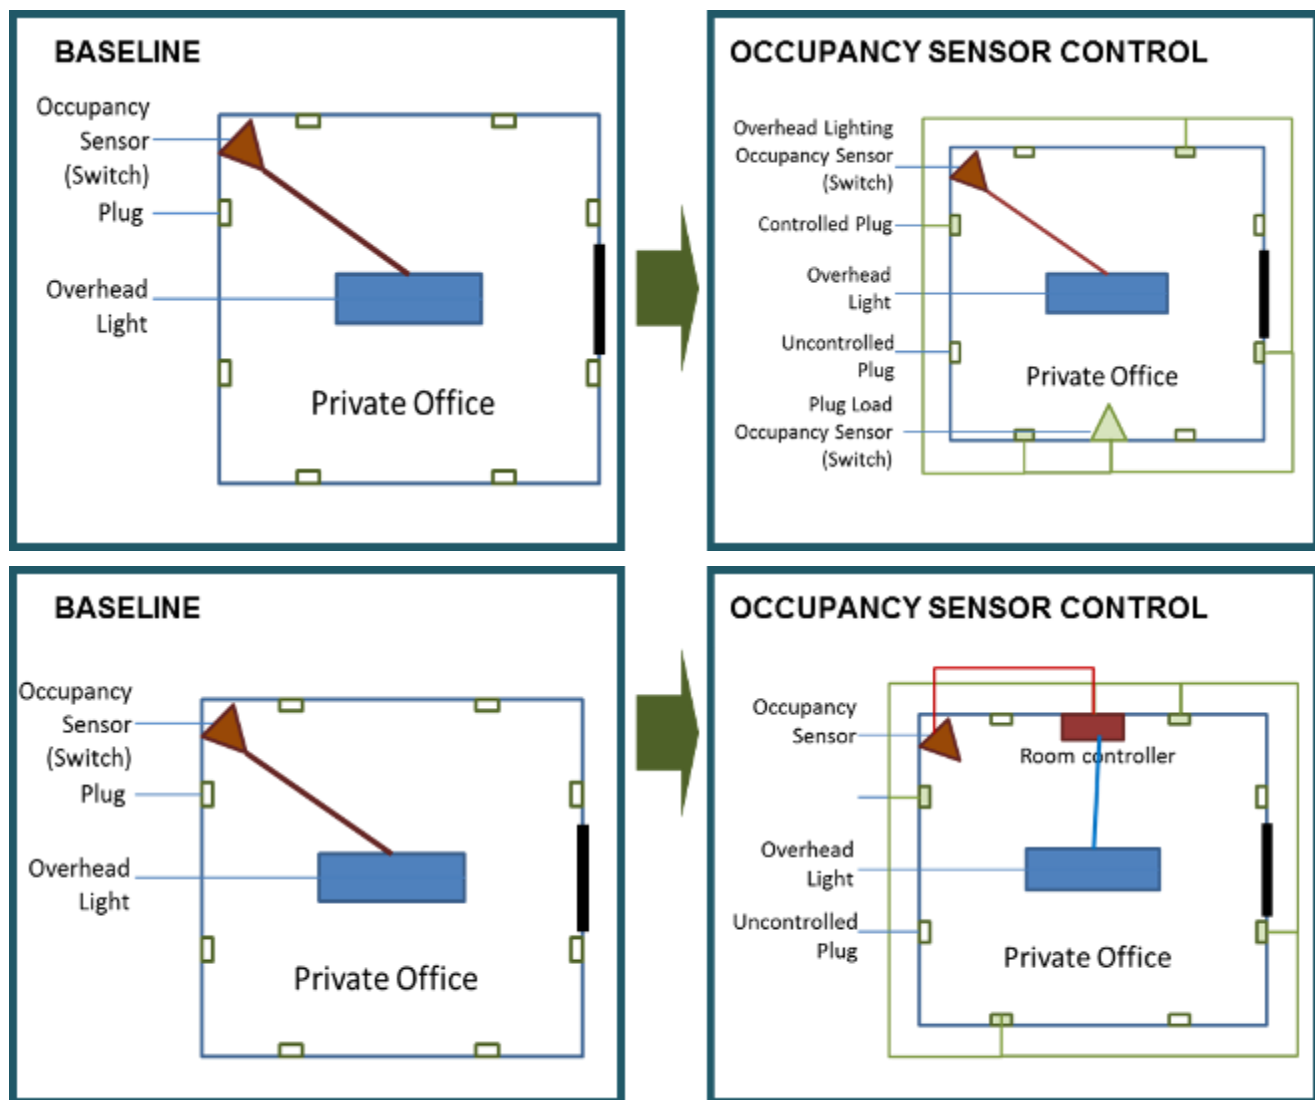 BASELINE
Occupancy
Sensor
(Switch)
Plug
Overhead
Light
Private Office
OCCUPANCY SENSOR CONTROL
Overhead Lighting
Occupancy Sensor
(Switch)
Controlled Plug
Overhead
Light
Uncontrolled
Plug
Private Office
Plug Load
Occupancy Sensor
(Switch)
BASELINE
Occupancy
Sensor
(Switch)
Plug
Overhead
Light
Private Office
OCCUPANCY SENSOR CONTROL
Occupancy
Sensor
Room controller
Overhead
Light
Uncontrolled
Plug
Private Office